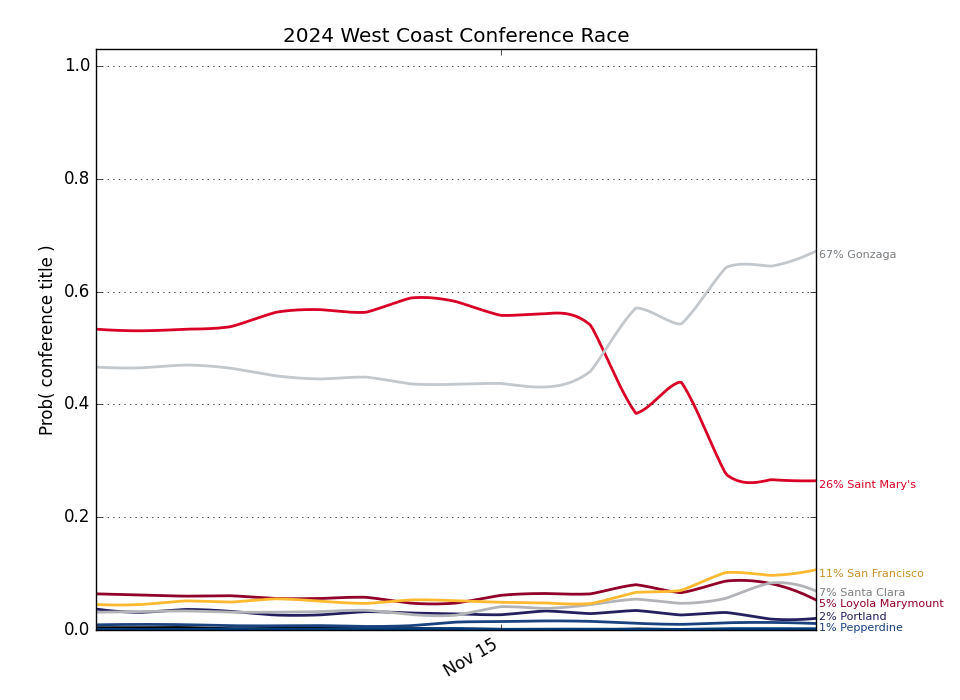 2024 West Coast Conference Race
Prob( conference title )
1.0
0.8
0.6
0.4
0.2
0.0
Nov 15
67% Gonzaga
26% Saint Mary's
11% San Francisco
7% Santa Clara
5% Loyola Marymount
2% Portland
1% Pepperdine